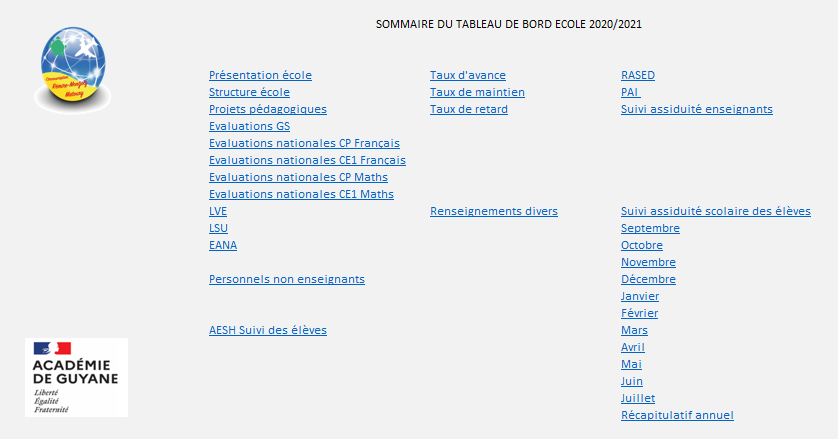 SOMMAIRE DU TABLEAU DE BORD ECOLE 2020/2021
Circonscription
Rémire-Montjoly
Matoury
Présentation école
Structure école
Projets pédagogiques
Evaluations GS
Evaluations nationales CP Français
Evaluations nationales CE1 Français
Evaluations nationales CP Maths
Evaluations nationales CE1 Maths
LVE
LSU
EANA
Personnels non enseignants
AESH Suivi des élèves
Taux d'avance
Taux de maintien
Taux de retard
Renseignements divers
RASED
PAI
Suivi assiduité enseignants
Suivi assiduité scolaire des élèves
Septembre
Octobre
Novembre
Décembre
Janvier
Février
Mars
Avril
Mai
Juin
Juillet
Récapitulatif annuel
ACADÉMIE
DE GUYANE
Liberté
Égalité
Fraternité